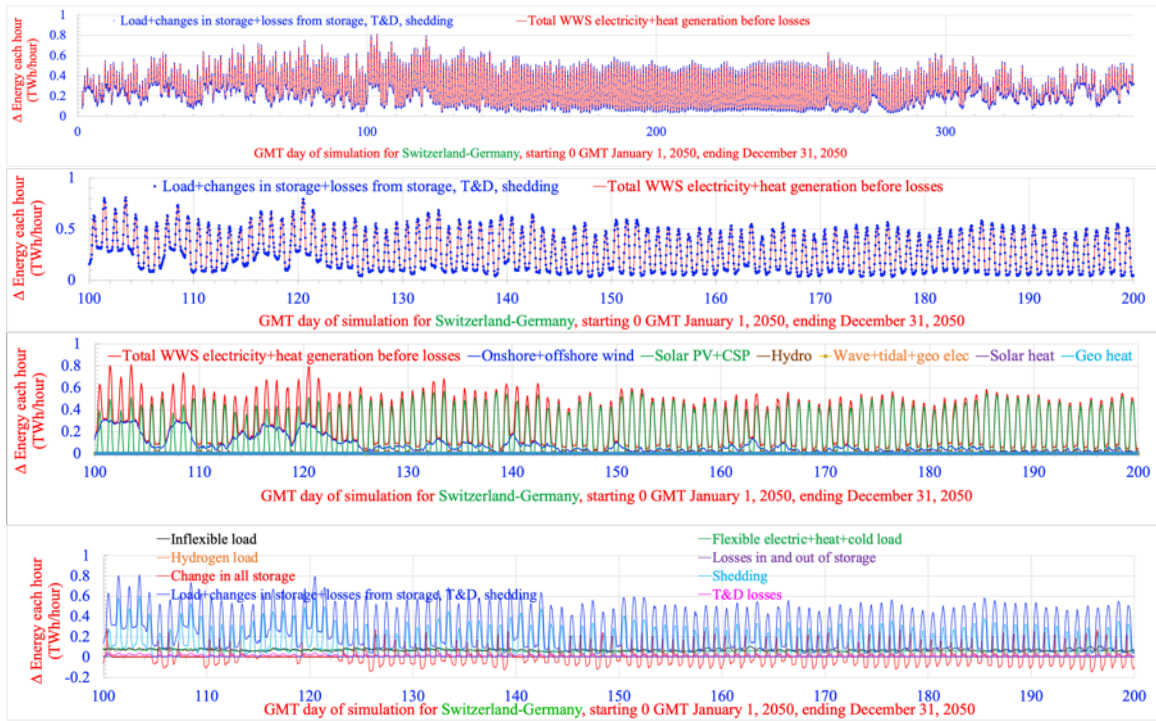 Load+changes in storage+losses from storage, T&D, shedding Total WWS electricity+heat generation before losses
Δ Energy each hour
(TWh/hour)
1
0.8
0.6
0.4
0.2
0
0 100 200 300
GMT day of simulation for Switzerland-Germany, starting 0 GMT January 1, 2050, ending December 31, 2050
Load+changes in storage+losses from storage, T&D, shedding Total WWS electricity+heat generation before losses
Δ Energy each hour
(TWh/hour)
1
0.5
0
100 110 120 130 140 150 160 170 180 190 200
GMT day of simulation for Switzerland-Germany, starting 0 GMT January 1, 2050, ending December 31, 2050
Total WWS electricity+heat generation before losses Onshore+offshore wind Solar PV+CSP Hydro Wave+tidal+geo elec Solar heat Geo heat
Δ Energy each hour
(TWh/hour)
1
0.8
0.6
0.4
0.2
0
100 110 120 130 140 150 160 170 180 190 200
GMT day of simulation for Switzerland-Germany, starting 0 GMT January 1, 2050, ending December 31, 2050
Inflexible load Flexible electric+heat+cold load
Hydrogen load Losses in and out of storage
Change in all storage Shedding
Load+changes in storage+losses from storage, T&D, shedding T&D losses
Δ Energy each hour
(TWh/hour)
1
0.8
0.6
0.4
0.2
0
-0.2
100 110 120 130 140 150 160 170 180 190 200
GMT day of simulation for Switzerland-Germany, starting 0 GMT January 1, 2050, ending December 31, 2050